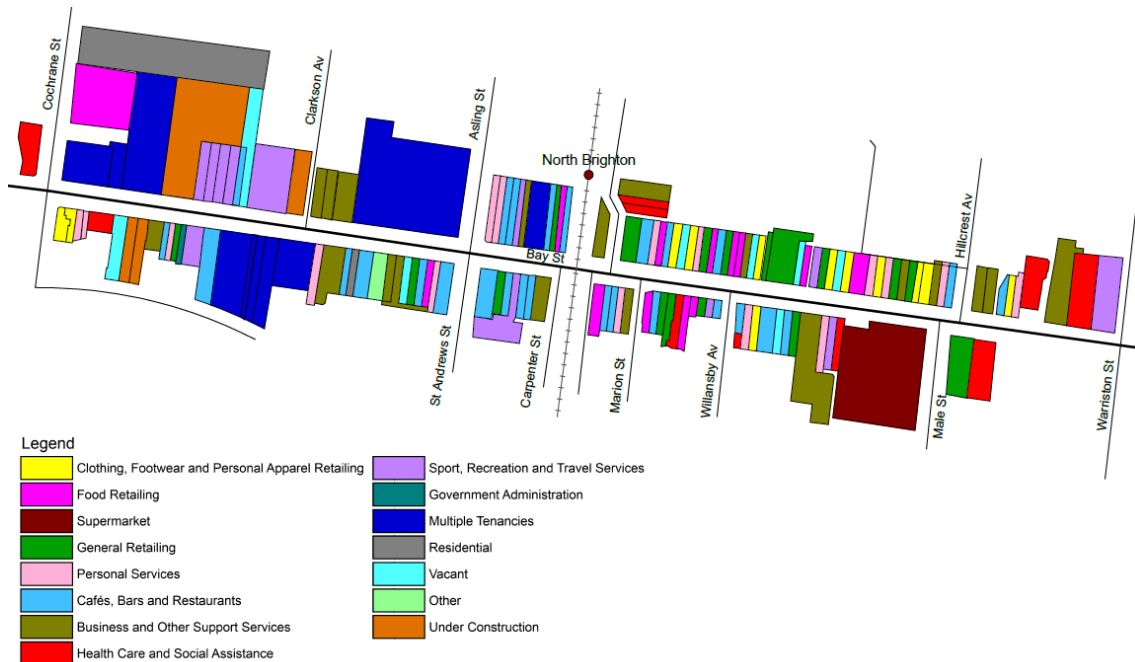 Cochrane St
Clarkson Av
Asling St
North Brighton
Hillcrest Av
Bay St
St Andrews St
Carpenter St
Marion St
Willansby Av
Male St
Warriston St
Legend
Clothing, Footwear and Personal Apparel Retailing
Food Retailing
Supermarket
General Retailing
Personal Services
Cafés, Bars and Restaurants
Business and Other Support Services
Health Care and Social Assistance
Sport, Recreation and Travel Services
Government Administration
Multiple Tenancies
Residential
Vacant
Other
Under Construction